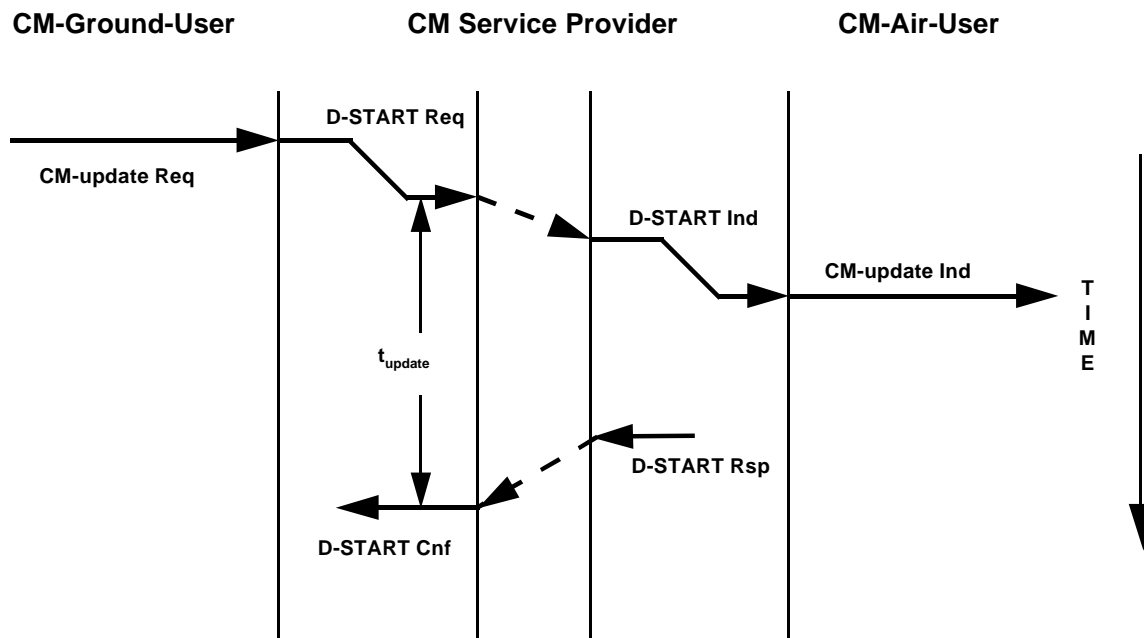 CM-Ground-User
CM Service Provider
CM-Air-User
D-START Req
CM-update Req
D-START Ind
CM-update Ind
T
I
M
E
t_update
D-START Rsp
D-START Cnf